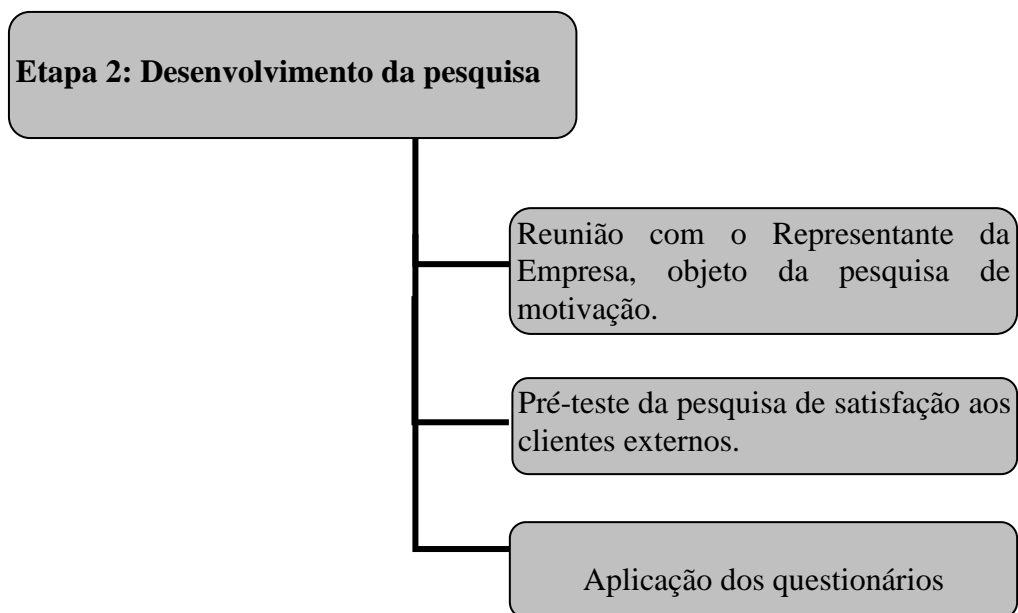 Etapa 2: Desenvolvimento da pesquisa
Reunião com o Representante da
Empresa, objeto da pesquisa de
motivação.
Pré-teste da pesquisa de satisfação aos
clientes externos.
Aplicação dos questionários